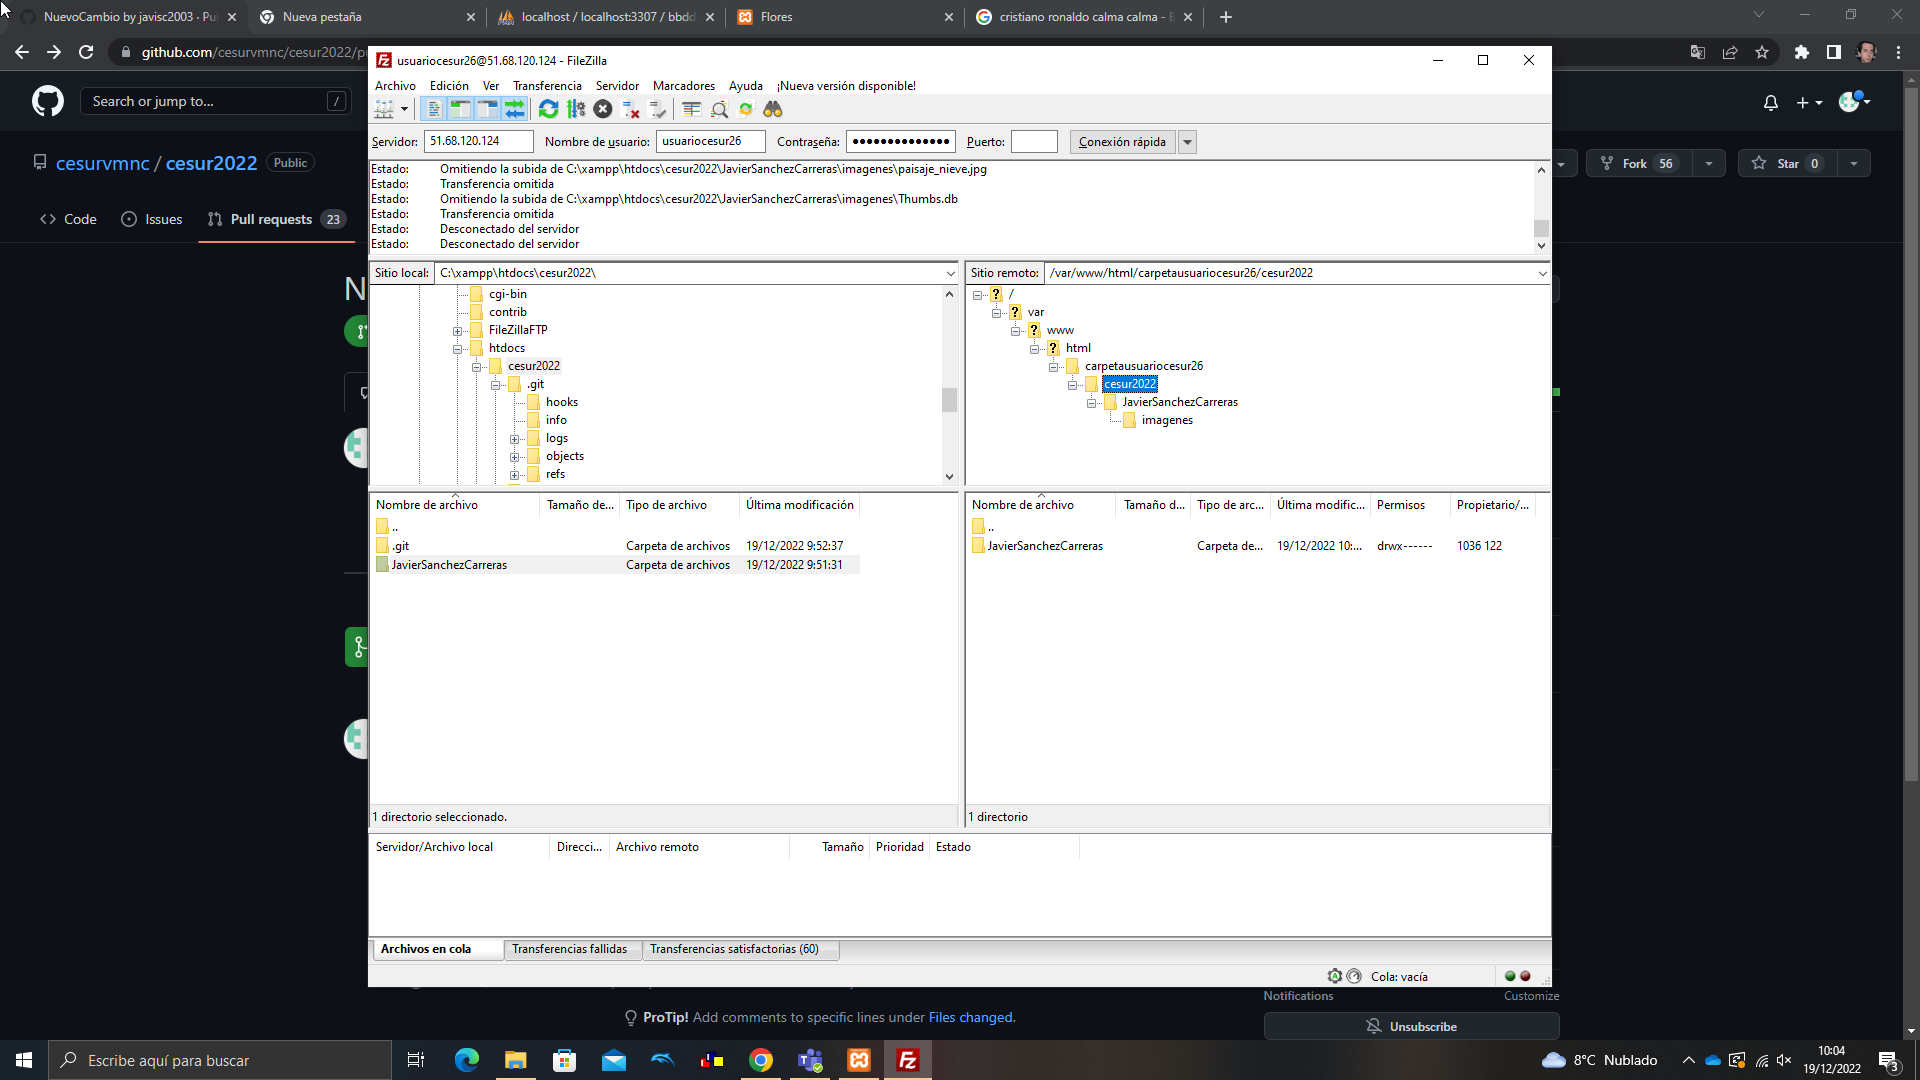 NuevoCambio by javisc2003 · Pul
Nueva pestaña
localhost / localhost:3307 / bbdd
Flores
cristiano ronaldo calma calma - B
github.com/cesurvmnc/cesur2022/p
usuariocesur26@51.68.120.124 - FileZilla
Archivo Edición Ver Transferencia Servidor Marcadores Ayuda ¡Nueva versión disponible!
Search or jump to... /
Servidor: 51.68.120.124 Nombre de usuario: usuariocesur26 Contraseña: ●●●●●●●●●●●●●● Puerto: Conexión rápida
cesurvmnc / cesur2022 Public
Fork 56
Star 0
Estado: Omitiendo la subida de C:\xampp\htdocs\cesur2022\JavierSanchezCarreras\imagenes\paisaje_nieve.jpg
Estado: Transferencia omitida
Estado: Omitiendo la subida de C:\xampp\htdocs\cesur2022\JavierSanchezCarreras\imagenes\Thumbs.db
Estado: Transferencia omitida
Estado: Desconectado del servidor
Estado: Desconectado del servidor
Code Issues Pull requests 23
N
Sitio local: C:\xampp\htdocs\cesur2022\
cgi-bin
contrib
FileZillaFTP
htdocs
cesur2022
.git
hooks
info
logs
objects
refs
Sitio remoto: /var/www/html/carpetausuariocesur26/cesur2022
/
var
www
html
carpetausuariocesur26
cesur2022
JavierSanchezCarreras
imagenes
Nombre de archivo Tamaño de... Tipo de archivo Última modificación
..
.git Carpeta de archivos 19/12/2022 9:52:37
JavierSanchezCarreras Carpeta de archivos 19/12/2022 9:51:31
1 directorio seleccionado.
Nombre de archivo Tamaño d... Tipo de arc... Última modific... Permisos Propietario/...
..
JavierSanchezCarreras Carpeta de... 19/12/2022 10:... drwx------ 1036 122
1 directorio
Servidor/Archivo local Direcci... Archivo remoto Tamaño Prioridad Estado
Archivos en cola Transferencias fallidas Transferencias satisfactorias (60)
Cola: vacía
Notifications Customize
ProTip! Add comments to specific lines under Files changed.
Unsubscribe
Escribe aquí para buscar
8°C Nublado
10:04
19/12/2022
3